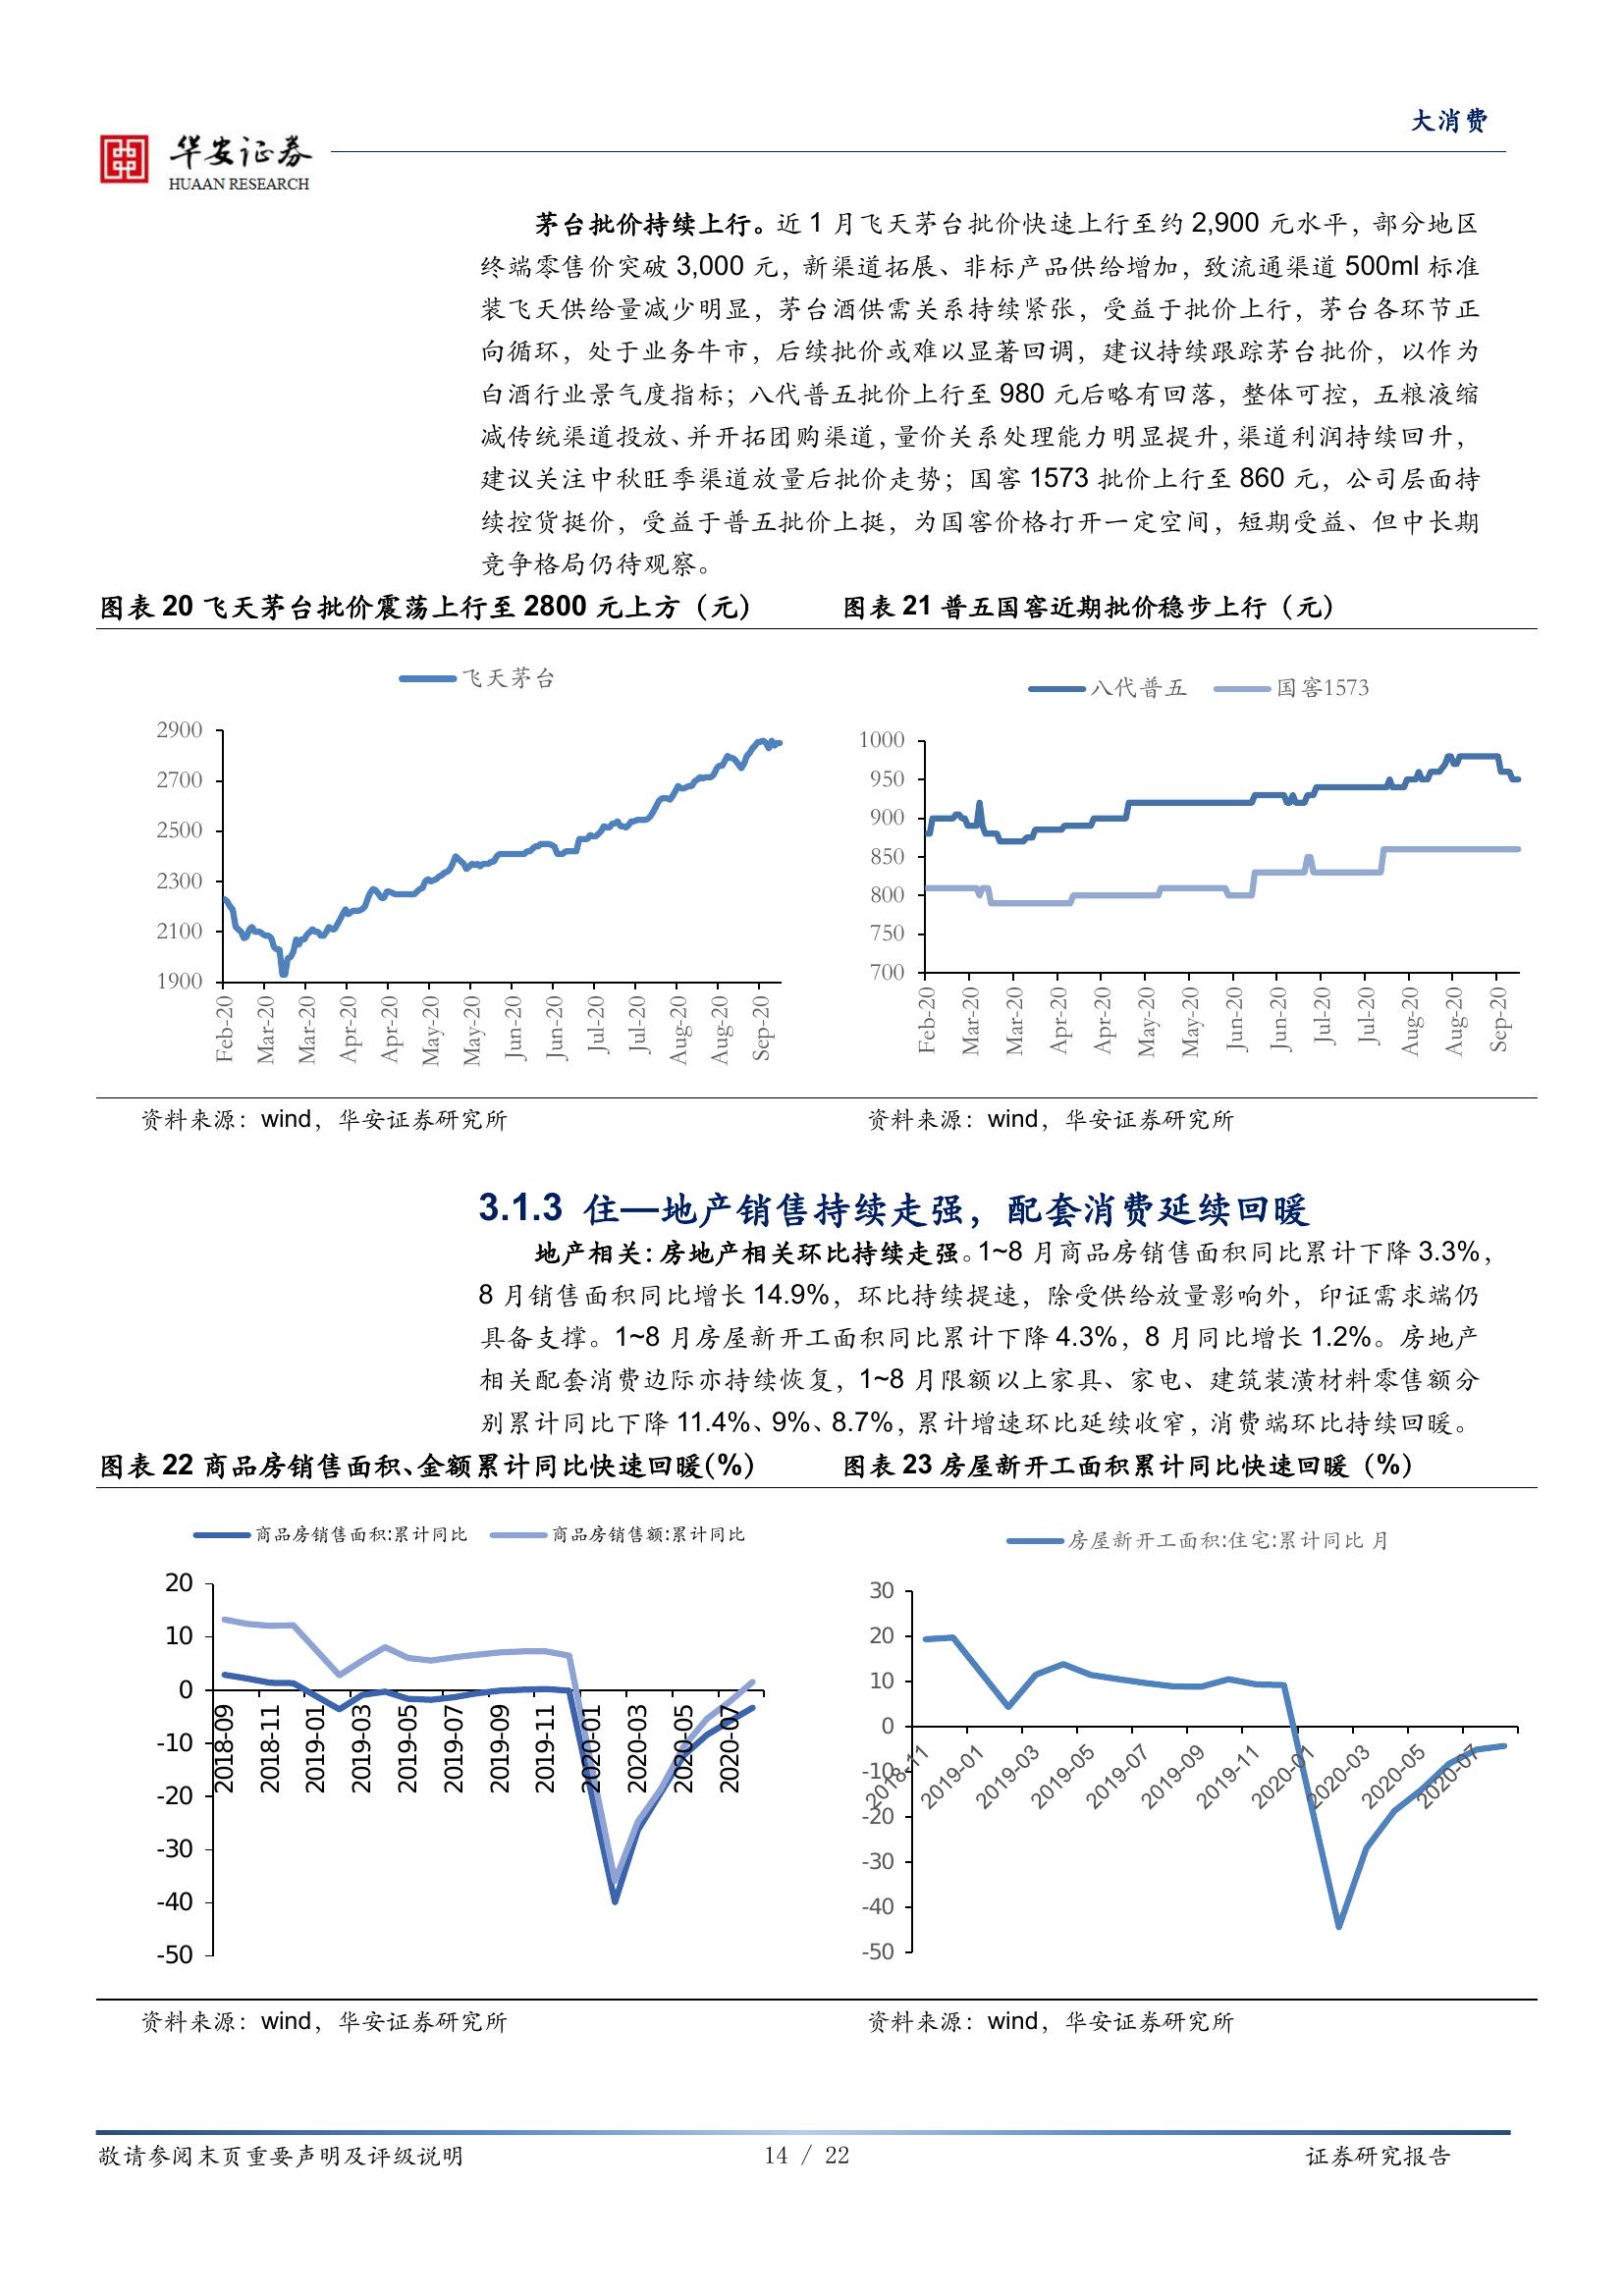 大消费
华安证券
HUAAN RESEARCH
茅台批价持续上行。近 1 月飞天茅台批价快速上行至约 2,900 元水平，部分地区
终端零售价突破 3,000 元，新渠道拓展、非标产品供给增加，致流通渠道 500ml 标准
装飞天供给量减少明显，茅台酒供需关系持续紧张，受益于批价上行，茅台各环节正
向循环，处于业务牛市，后续批价或难以显著回调，建议持续跟踪茅台批价，以作为
白酒行业景气度指标；八代普五批价上行至 980 元后略有回落，整体可控，五粮液缩
减传统渠道投放、并开拓团购渠道，量价关系处理能力明显提升，渠道利润持续回升，
建议关注中秋旺季渠道放量后批价走势；国窖 1573 批价上行至 860 元，公司层面持
续控货挺价，受益于普五批价上挺，为国窖价格打开一定空间，短期受益、但中长期
竞争格局仍待观察。
图表 20 飞天茅台批价震荡上行至 2800 元上方（元）
飞天茅台
2900
2700
2500
2300
2100
1900
Feb-20 Mar-20 Mar-20 Apr-20 Apr-20 May-20 May-20 Jun-20 Jun-20 Jul-20 Jul-20 Aug-20 Aug-20 Sep-20
资料来源：wind，华安证券研究所
图表 21 普五国窖近期批价稳步上行（元）
八代普五 国窖1573
1000
950
900
850
800
750
700
Feb-20 Mar-20 Mar-20 Apr-20 Apr-20 May-20 May-20 Jun-20 Jun-20 Jul-20 Jul-20 Aug-20 Aug-20 Sep-20
资料来源：wind，华安证券研究所
3.1.3 住—地产销售持续走强，配套消费延续回暖
地产相关：房地产相关环比持续走强。1~8 月商品房销售面积同比累计下降 3.3%，
8 月销售面积同比增长 14.9%，环比持续提速，除受供给放量影响外，印证需求端仍
具备支撑。1~8 月房屋新开工面积同比累计下降 4.3%，8 月同比增长 1.2%。房地产
相关配套消费边际亦持续恢复，1~8 月限额以上家具、家电、建筑装潢材料零售额分
别累计同比下降 11.4%、9%、8.7%，累计增速环比延续收窄，消费端环比持续回暖。
图表 22 商品房销售面积、金额累计同比快速回暖(%)
商品房销售面积:累计同比 商品房销售额:累计同比
20
10
0
-10
-20
-30
-40
-50
2018-09 2018-11 2019-01 2019-03 2019-05 2019-07 2019-09 2019-11 2020-01 2020-03 2020-05 2020-07
资料来源：wind，华安证券研究所
图表 23 房屋新开工面积累计同比快速回暖（%）
房屋新开工面积:住宅:累计同比 月
30
20
10
0
-10
-20
-30
-40
-50
2018-11 2019-01 2019-03 2019-05 2019-07 2019-09 2019-11 2020-01 2020-03 2020-05 2020-07
资料来源：wind，华安证券研究所
敬请参阅末页重要声明及评级说明
14 / 22
证券研究报告